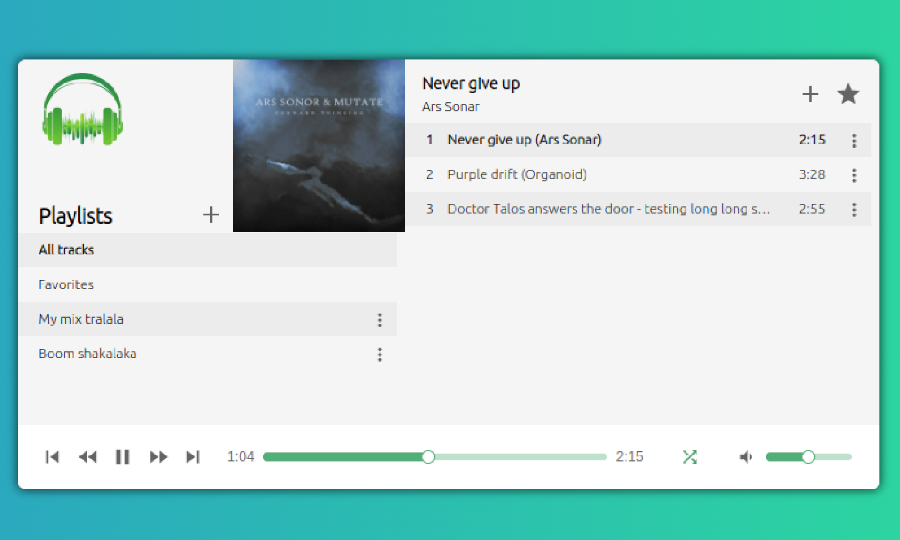 ARS SONOR & MUTATE
FORWARD THINKING
Never give up
Ars Sonar
Playlists
All tracks
Favorites
My mix tralala
Boom shakalaka
1 Never give up (Ars Sonar) 2:15
2 Purple drift (Organoid) 3:28
3 Doctor Talos answers the door - testing long long s... 2:55
1:04 2:15